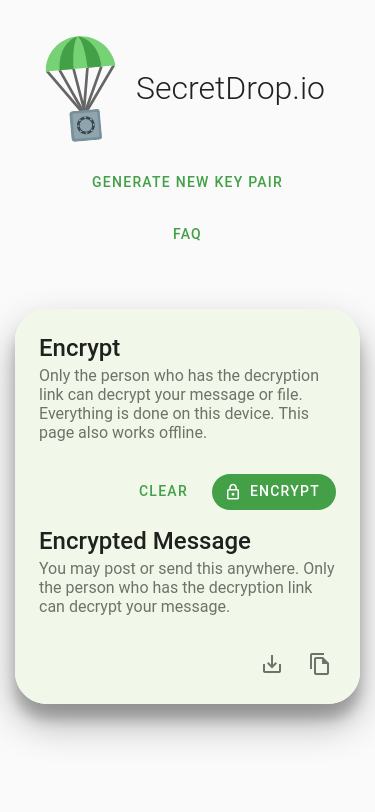 SecretDrop.io
GENERATE NEW KEY PAIR
FAQ
Encrypt
Only the person who has the decryption
link can decrypt your message or file.
Everything is done on this device. This
page also works offline.
CLEAR
ENCRYPT
Encrypted Message
You may post or send this anywhere. Only
the person who has the decryption link
can decrypt your message.